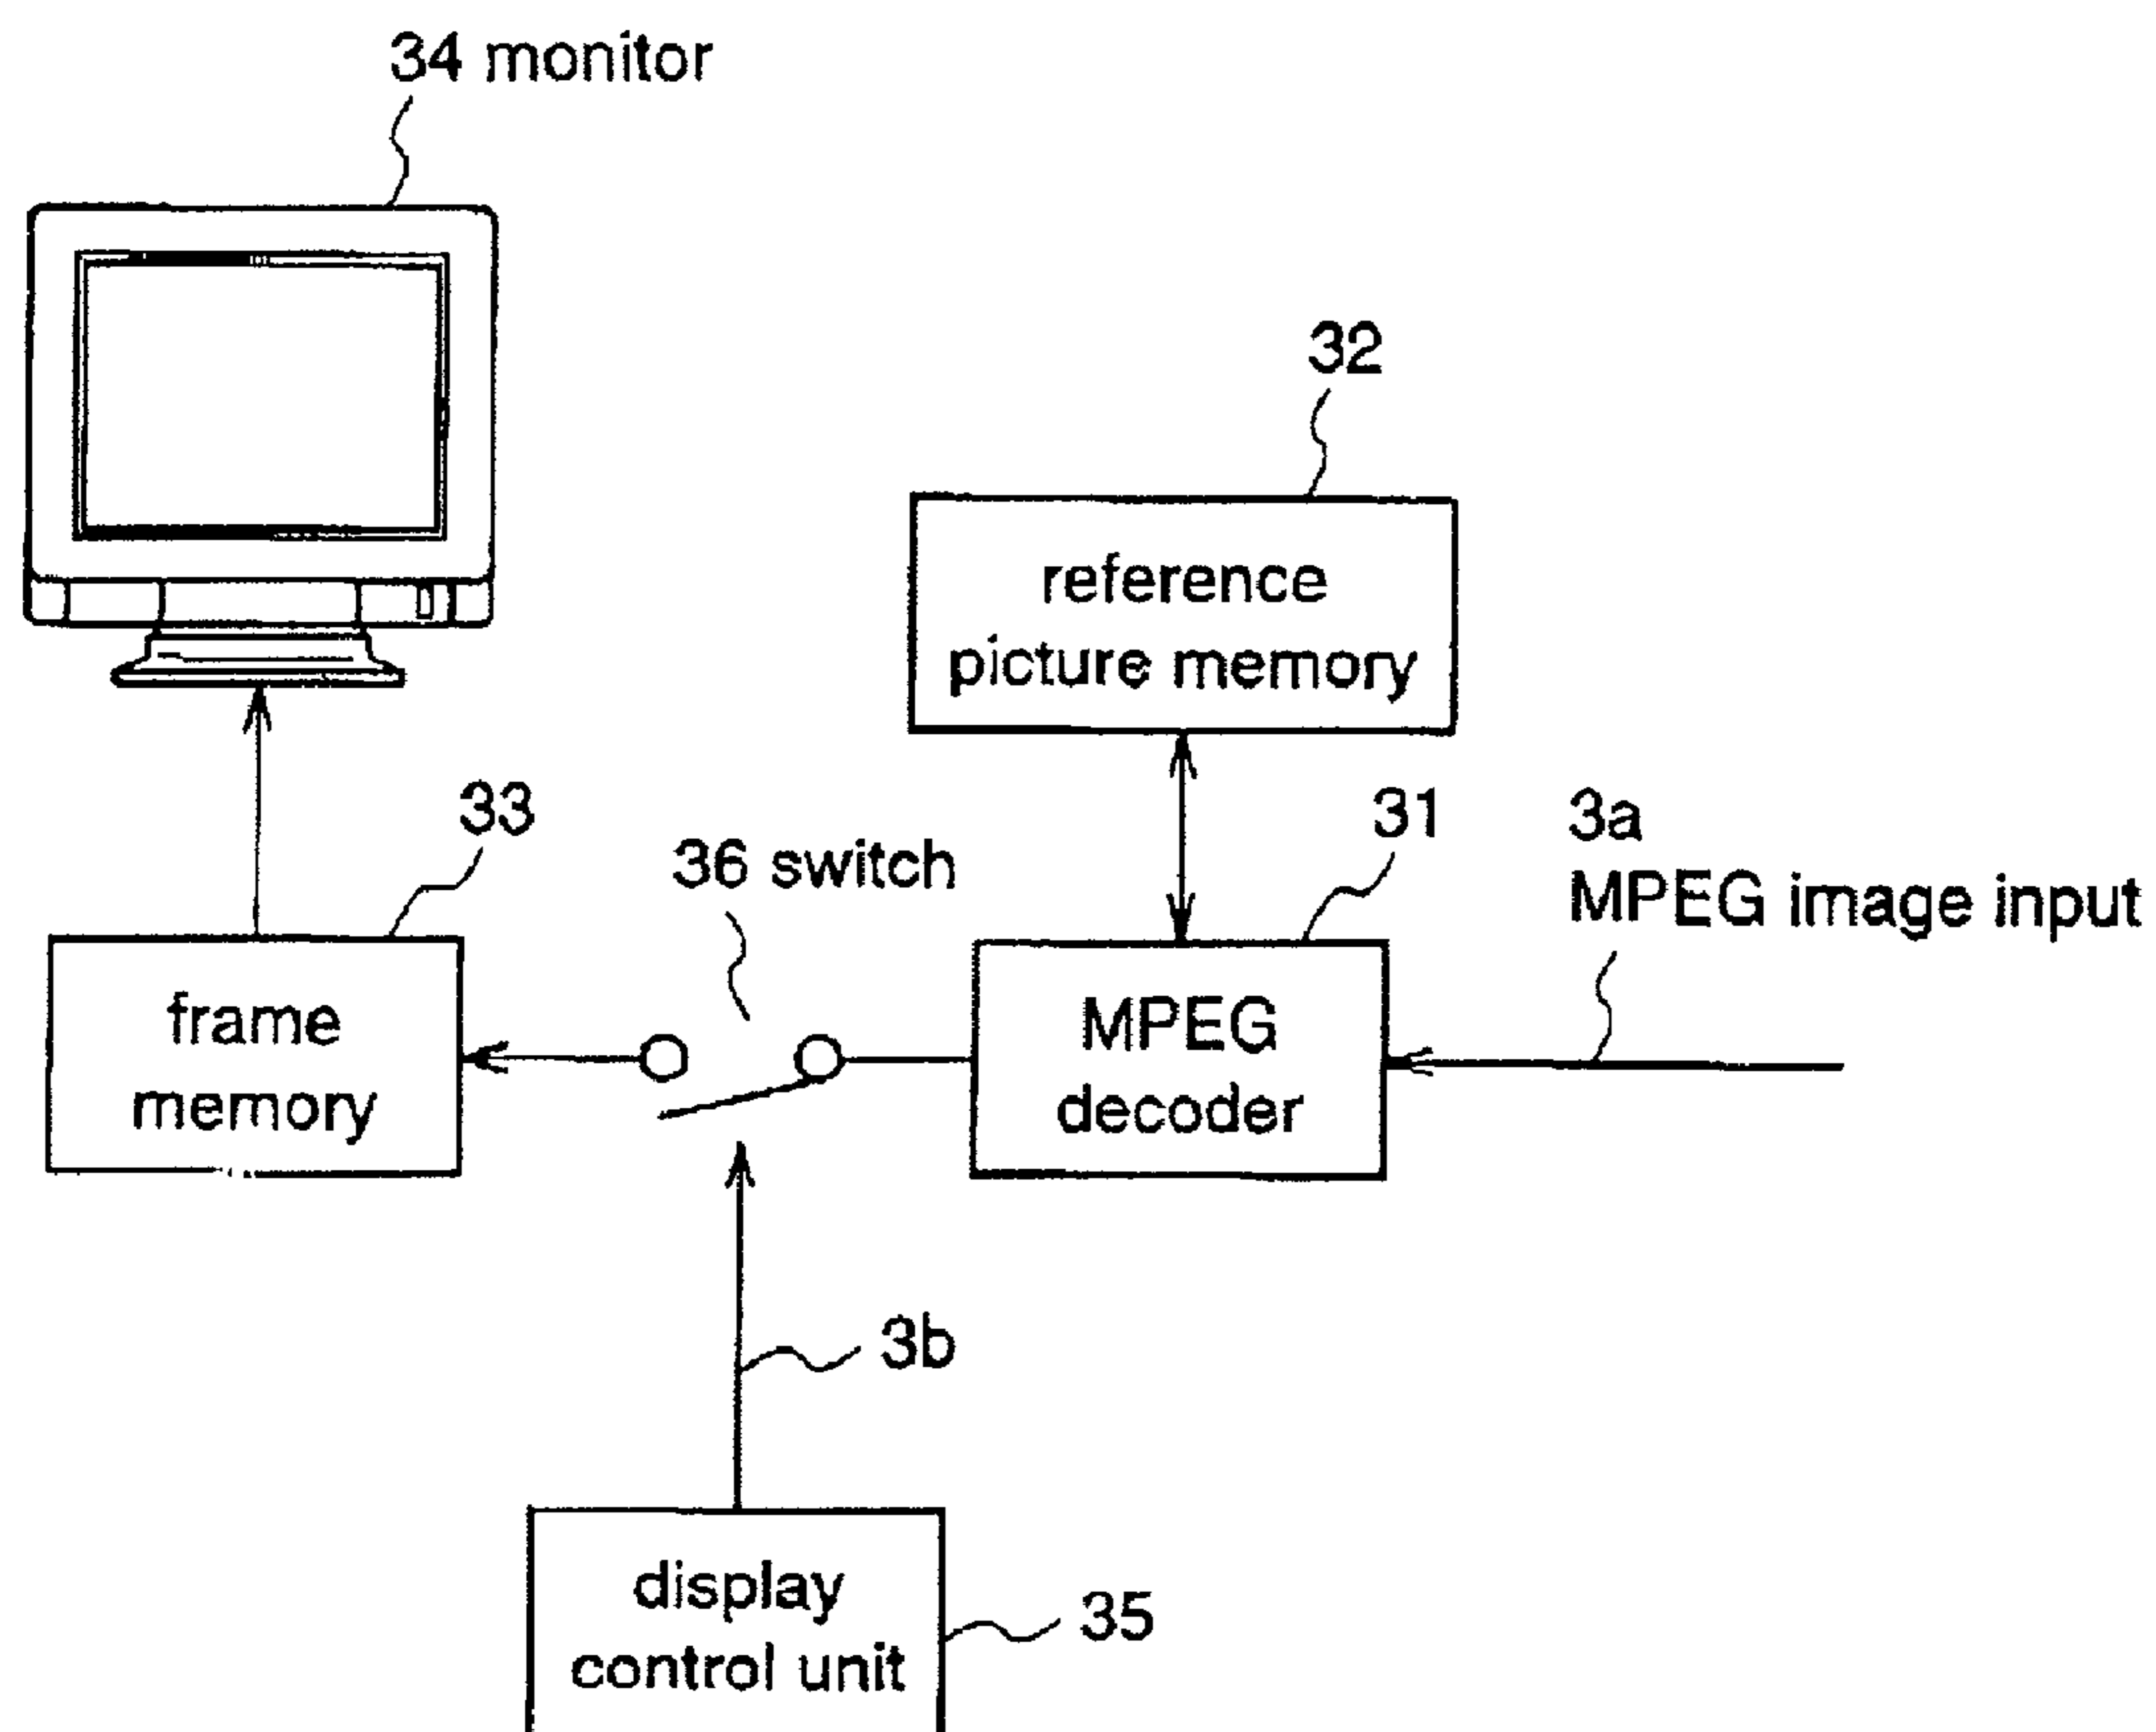 34 monitor
32
reference
picture memory
33
36 switch
31
3a
MPEG image input
frame
memory
MPEG
decoder
3b
display
control unit
35